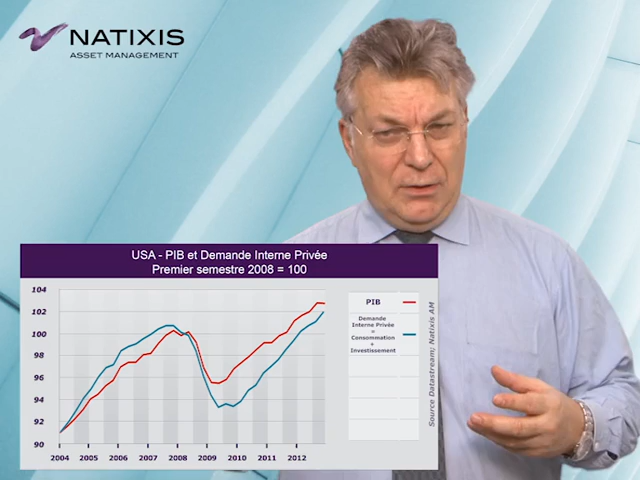 NATIXIS
ASSET MANAGEMENT
USA - PIB et Demande Interne Privée
Premier semestre 2008 = 100
104
102
100
98
96
94
92
90
2004 2005 2006 2007 2008 2009 2010 2011 2012
PIB
Demande
Interne Privée
=
Consommation
+
Investissement
Source Datastream; Natixis AM